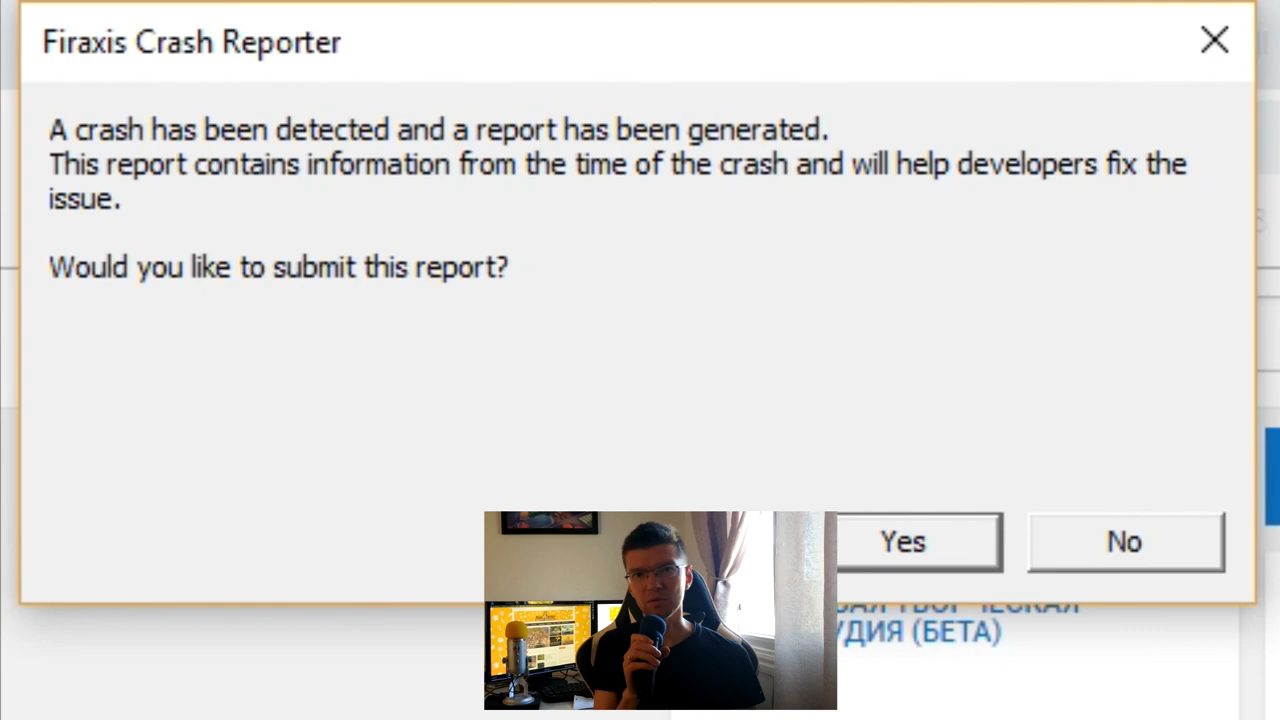 Firaxis Crash Reporter
A crash has been detected and a report has been generated.
This report contains information from the time of the crash and will help developers fix the
issue.
Would you like to submit this report?
Yes
No
ТВОРЧЕСКАЯ
УДИЯ (БЕТА)